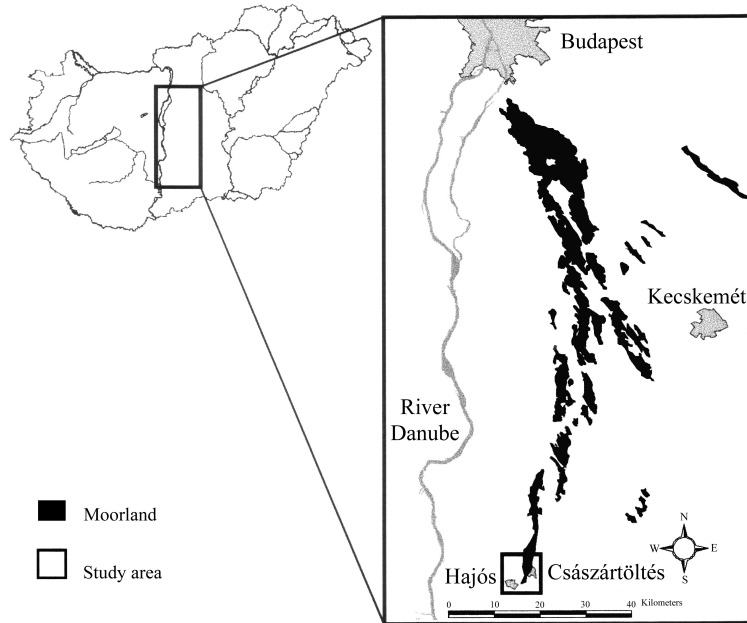 Budapest
Kecskemét
River
Danube
Moorland
Study area
Hajós
Császártöltés
N
W
E
S
0 10 20 30 40 Kilometers